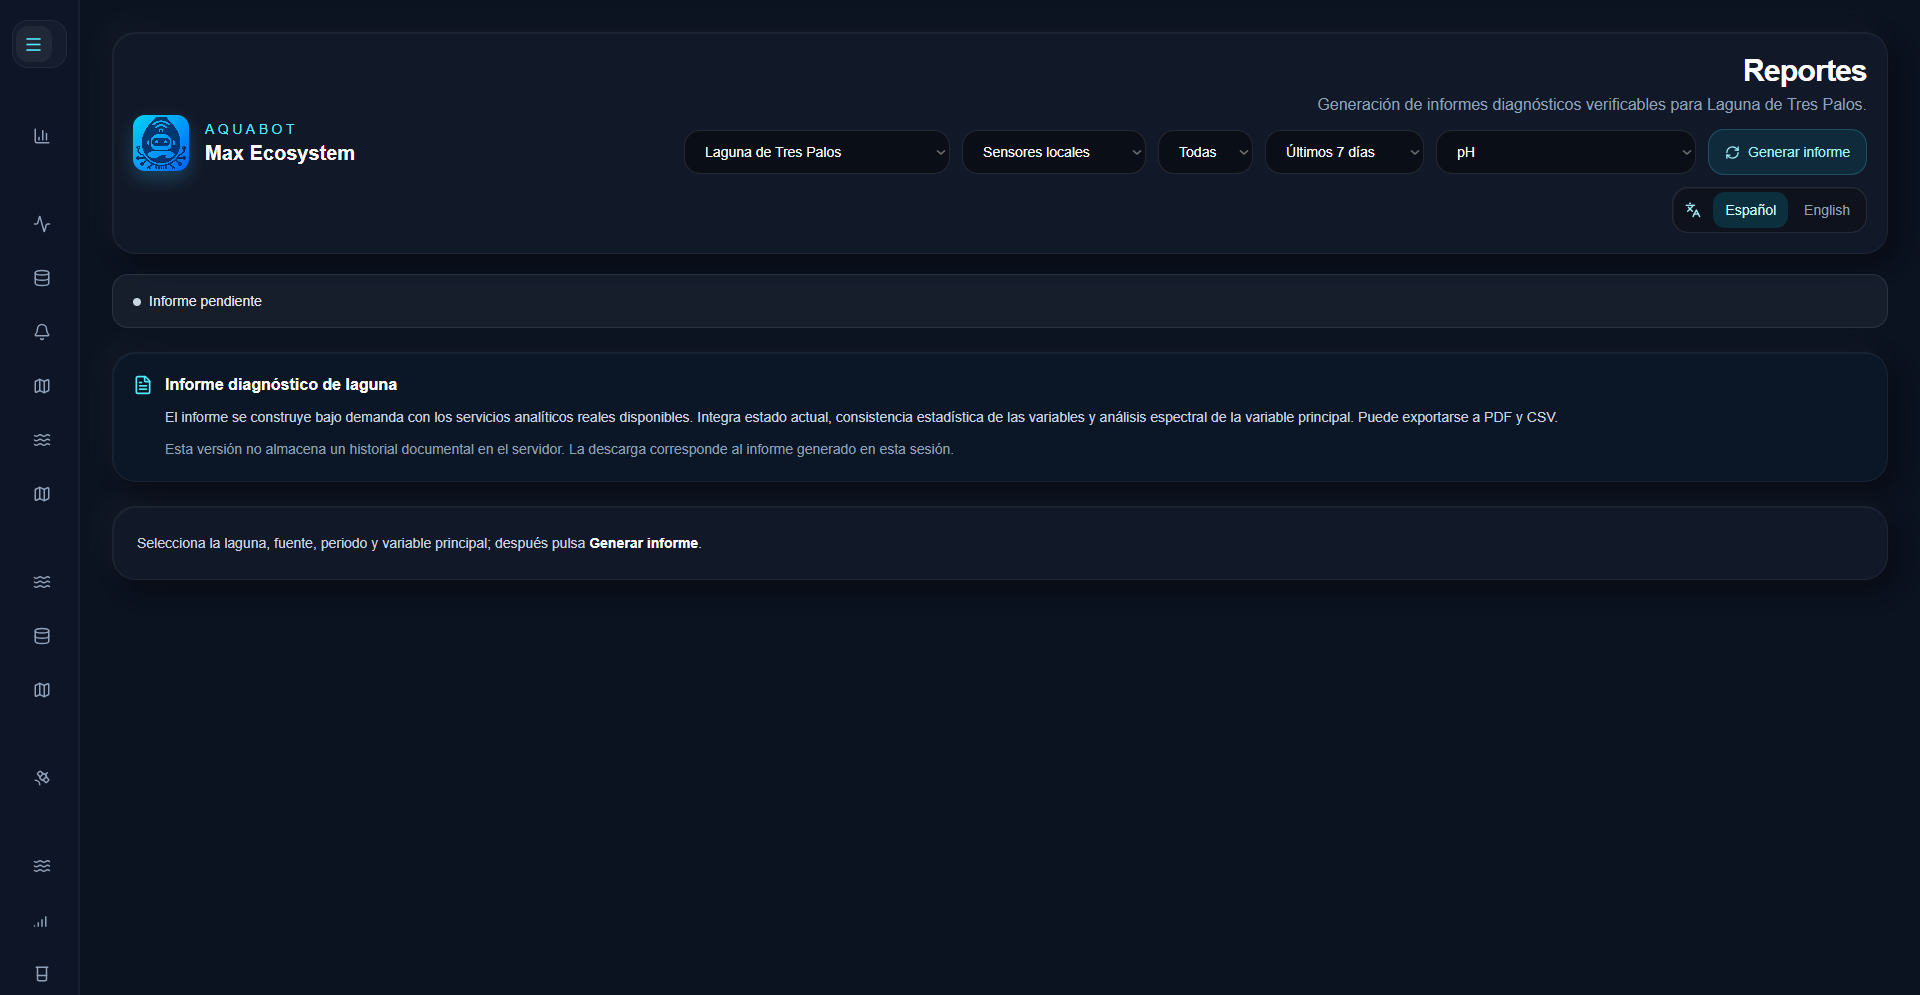 Reportes
Generación de informes diagnósticos verificables para Laguna de Tres Palos.
AQUABOT
Max Ecosystem
Laguna de Tres Palos
Sensores locales
Todas
Últimos 7 días
pH
Generar informe
Español
English
Informe pendiente
Informe diagnóstico de laguna
El informe se construye bajo demanda con los servicios analíticos reales disponibles. Integra estado actual, consistencia estadística de las variables y análisis espectral de la variable principal. Puede exportarse a PDF y CSV.
Esta versión no almacena un historial documental en el servidor. La descarga corresponde al informe generado en esta sesión.
Selecciona la laguna, fuente, periodo y variable principal; después pulsa Generar informe.